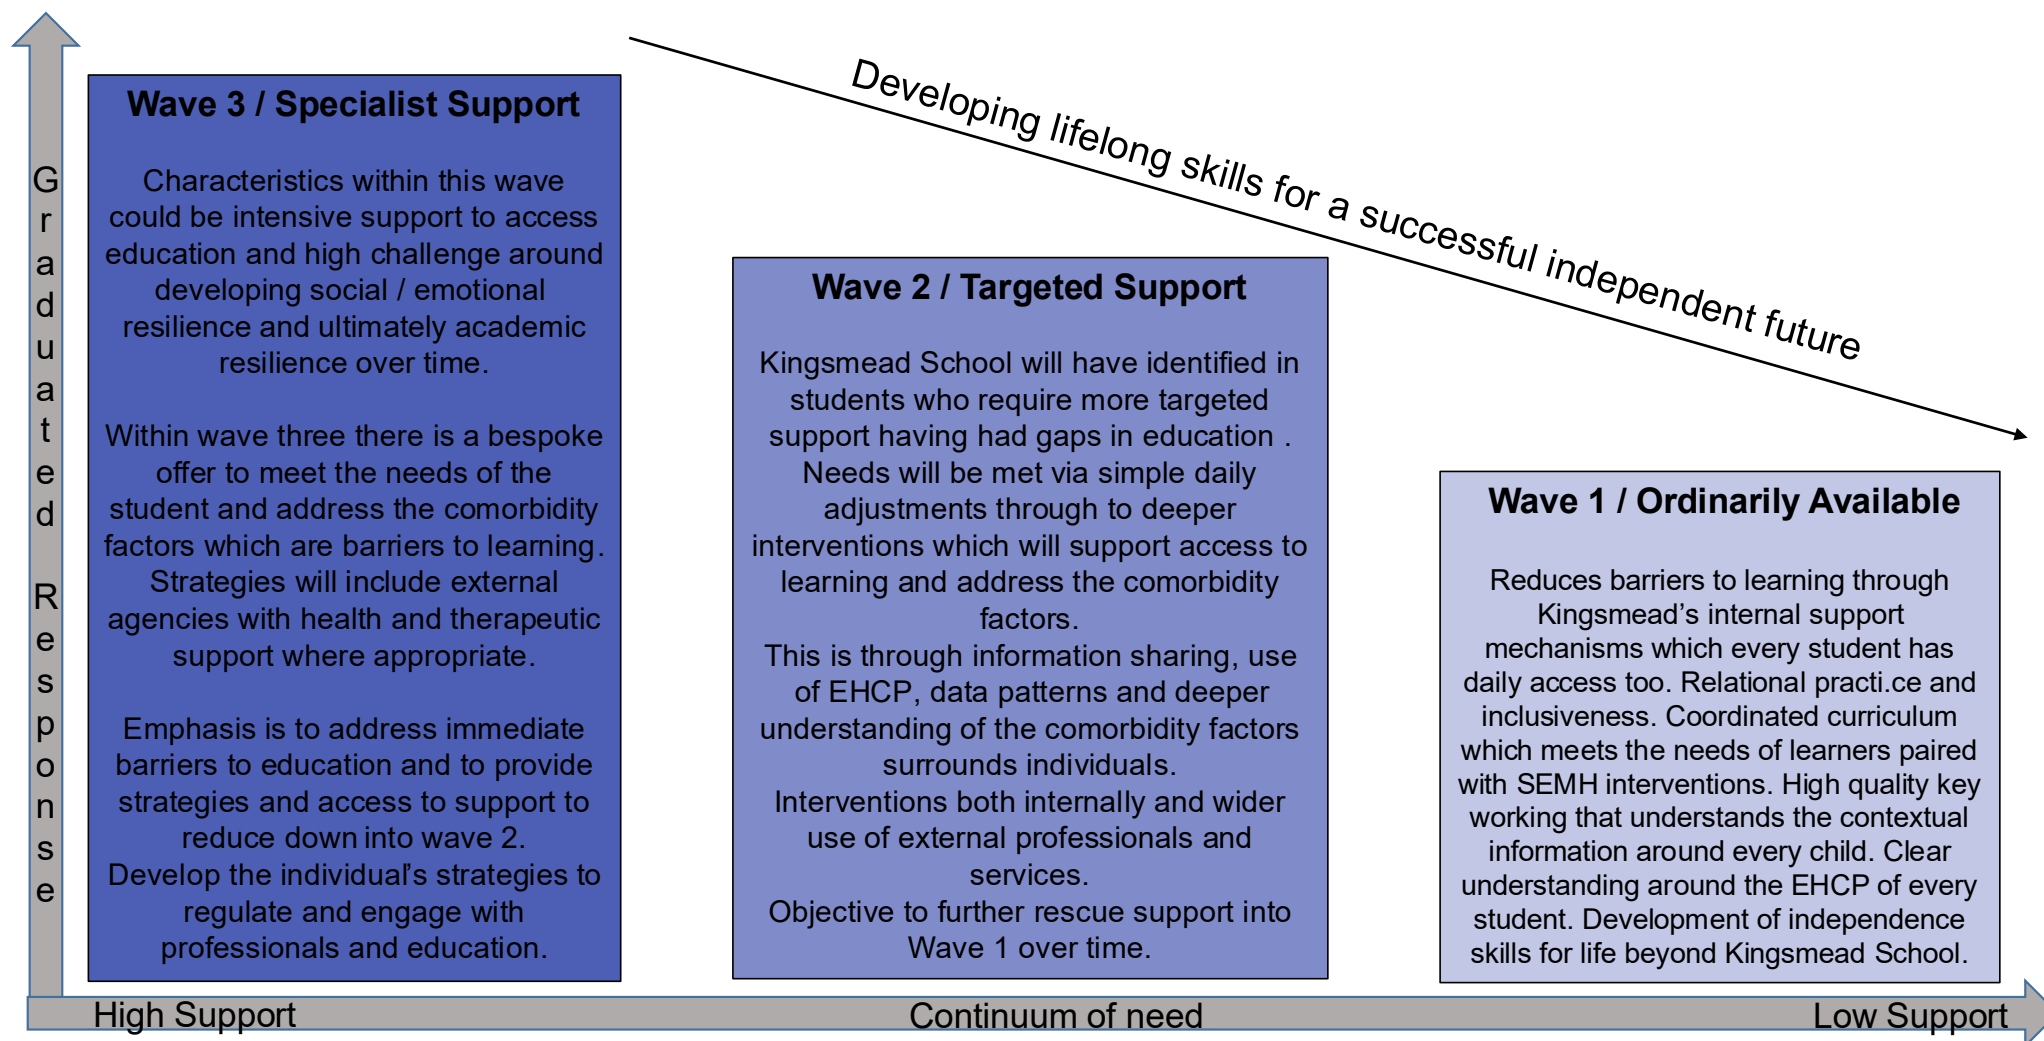 Graduated Response
Wave 3 / Specialist Support
Characteristics within this wave
could be intensive support to access
education and high challenge around
developing social / emotional
resilience and ultimately academic
resilience over time.
Within wave three there is a bespoke
offer to meet the needs of the
student and address the comorbidity
factors which are barriers to learning.
Strategies will include external
agencies with health and therapeutic
support where appropriate.
Emphasis is to address immediate
barriers to education and to provide
strategies and access to support to
reduce down into wave 2.
Develop the individual's strategies to
regulate and engage with
professionals and education.
Developing lifelong skills for a successful independent future
Wave 2 / Targeted Support
Kingsmead School will have identified in
students who require more targeted
support having had gaps in education .
Needs will be met via simple daily
adjustments through to deeper
interventions which will support access to
learning and address the comorbidity
factors.
This is through information sharing, use
of EHCP, data patterns and deeper
understanding of the comorbidity factors
surrounds individuals.
Interventions both internally and wider
use of external professionals and
services.
Objective to further rescue support into
Wave 1 over time.
Wave 1 / Ordinarily Available
Reduces barriers to learning through
Kingsmead's internal support
mechanisms which every student has
daily access too. Relational practi.ce and
inclusiveness. Coordinated curriculum
which meets the needs of learners paired
with SEMH interventions. High quality key
working that understands the contextual
information around every child. Clear
understanding around the EHCP of every
student. Development of independence
skills for life beyond Kingsmead School.
High Support
Continuum of need
Low Support